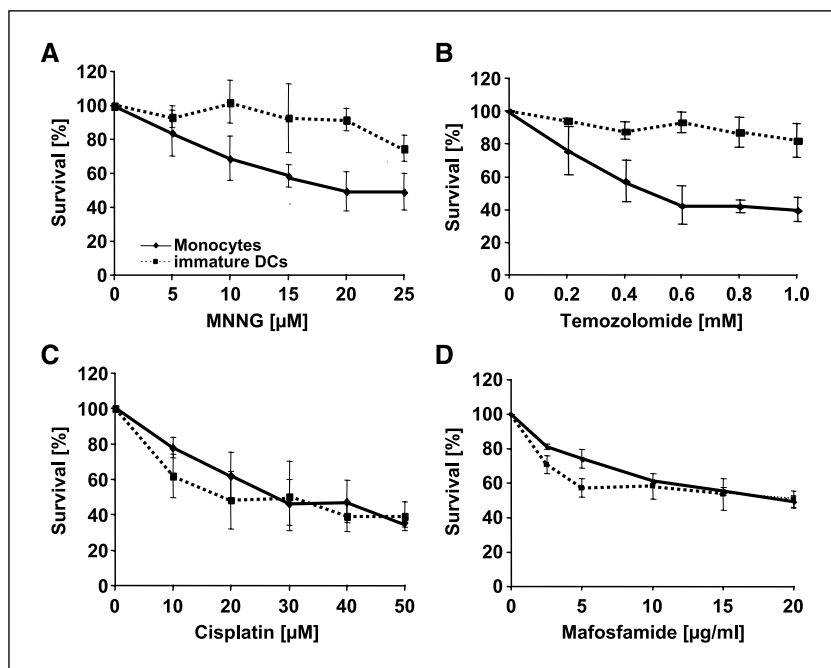 A
120
100
80
60
40
20
0
Survival [%]
Monocytes
immature DCs
0 5 10 15 20 25
MNNG [µM]
B
120
100
80
60
40
20
0
Survival [%]
0 0.2 0.4 0.6 0.8 1.0
Temozolomide [mM]
C
120
100
80
60
40
20
0
Survival [%]
0 10 20 30 40 50
Cisplatin [µM]
D
120
100
80
60
40
20
0
Survival [%]
0 5 10 15 20
Mafosfamide [µg/ml]